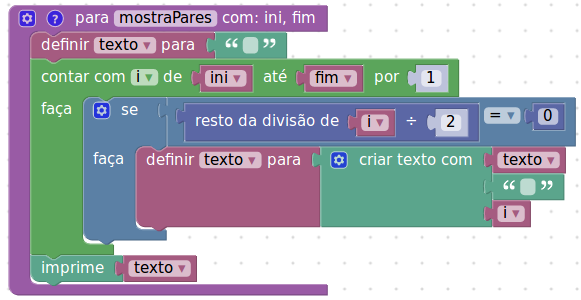 ? para mostraPares com: ini, fim
definir texto para “ ”
contar com i de ini até fim por 1
faça se resto da divisão de i ÷ 2 = 0
faça definir texto para criar texto com texto
“ ”
i
imprime texto